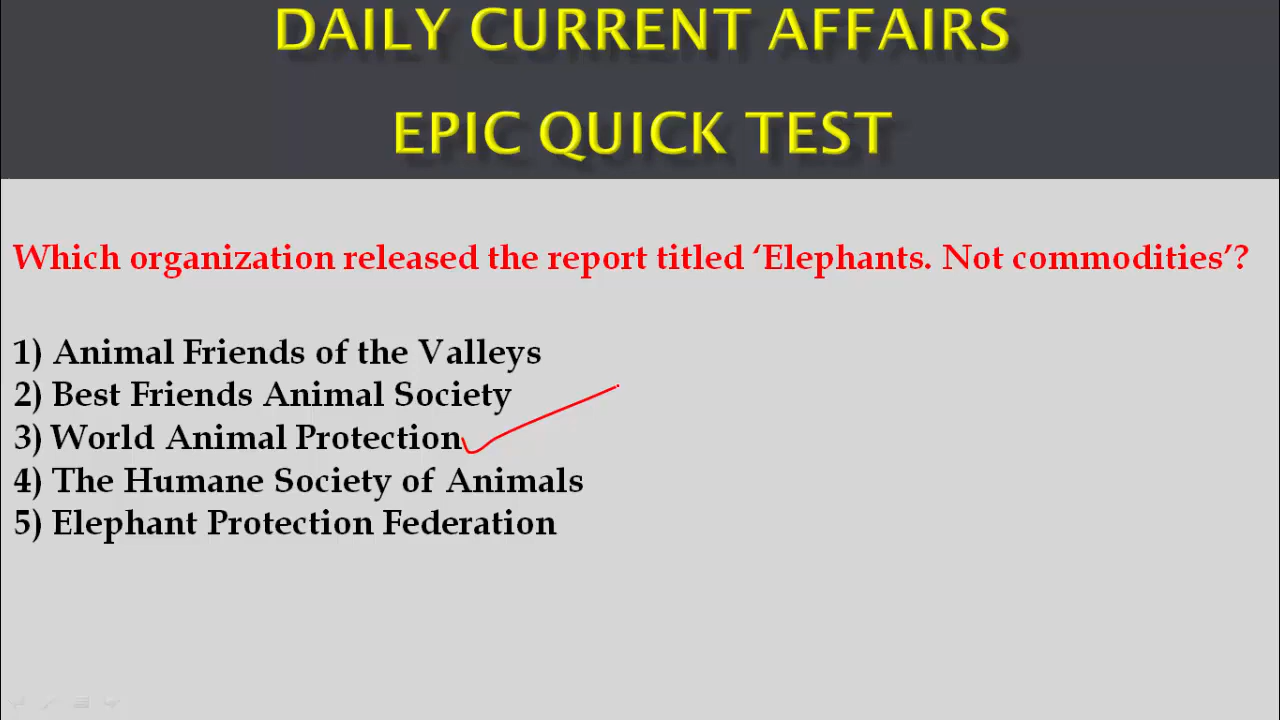 DAILY CURRENT AFFAIRS
EPIC QUICK TEST
Which organization released the report titled ‘Elephants. Not commodities’?
1) Animal Friends of the Valleys
2) Best Friends Animal Society
3) World Animal Protection
4) The Humane Society of Animals
5) Elephant Protection Federation